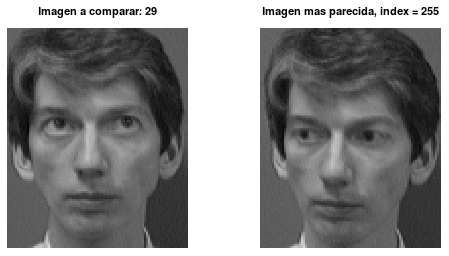 Imagen a comparar: 29
Imagen mas parecida, index = 255